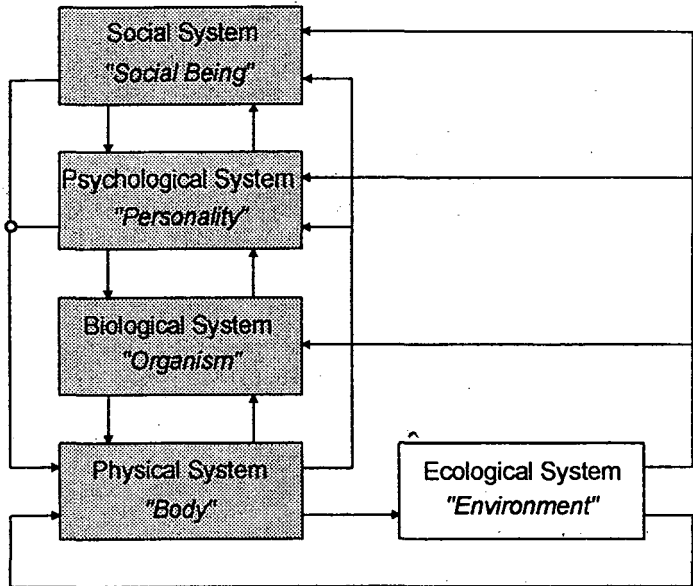 Social System
"Social Being"
Psychological System
"Personality"
Biological System
"Organism"
Physical System
"Body"
Ecological System
"Environment"